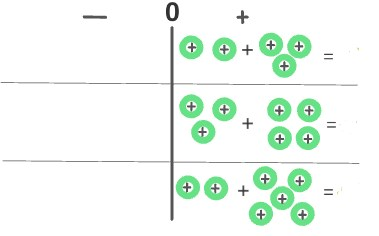 − 0 +
+ + + + + + =
+ + + + + + + + =
+ + + + + + + + =